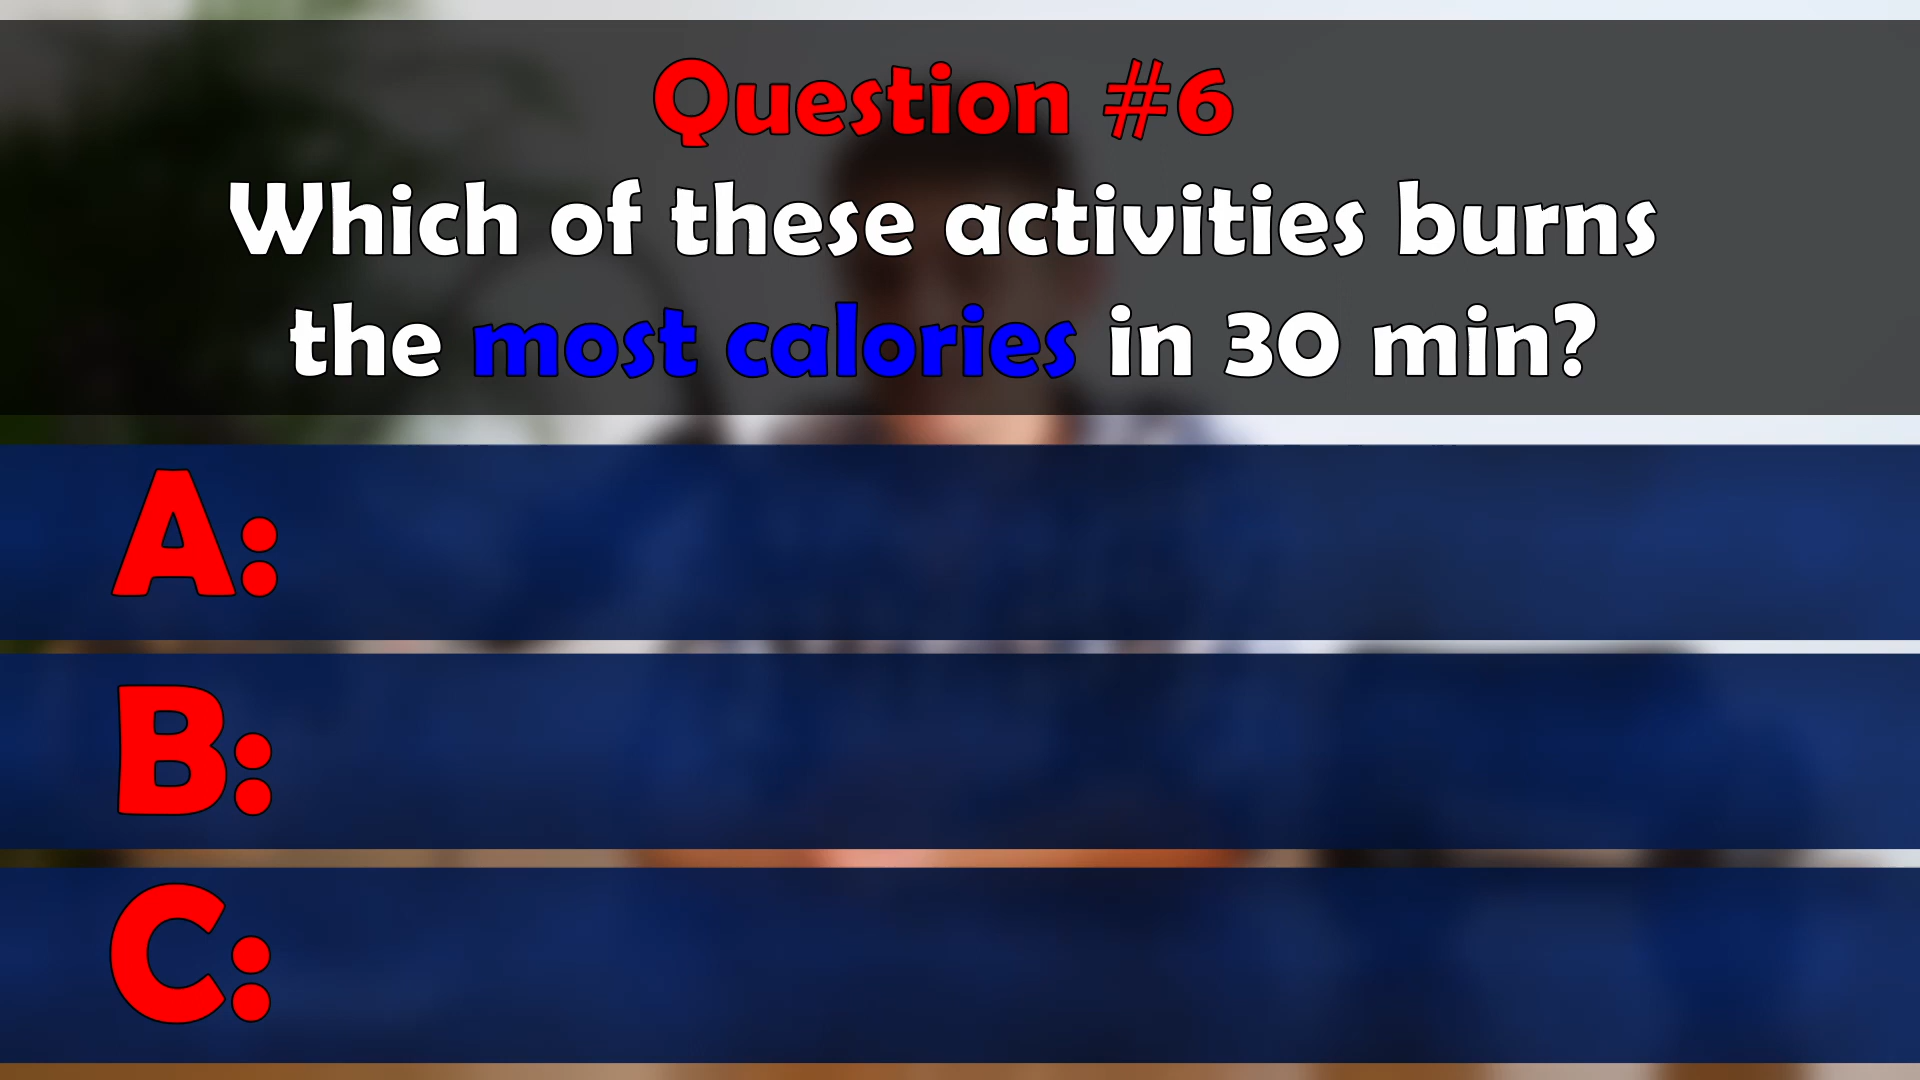 Question #6
Which of these activities burns
the most calories in 30 min?
A:
B:
C: